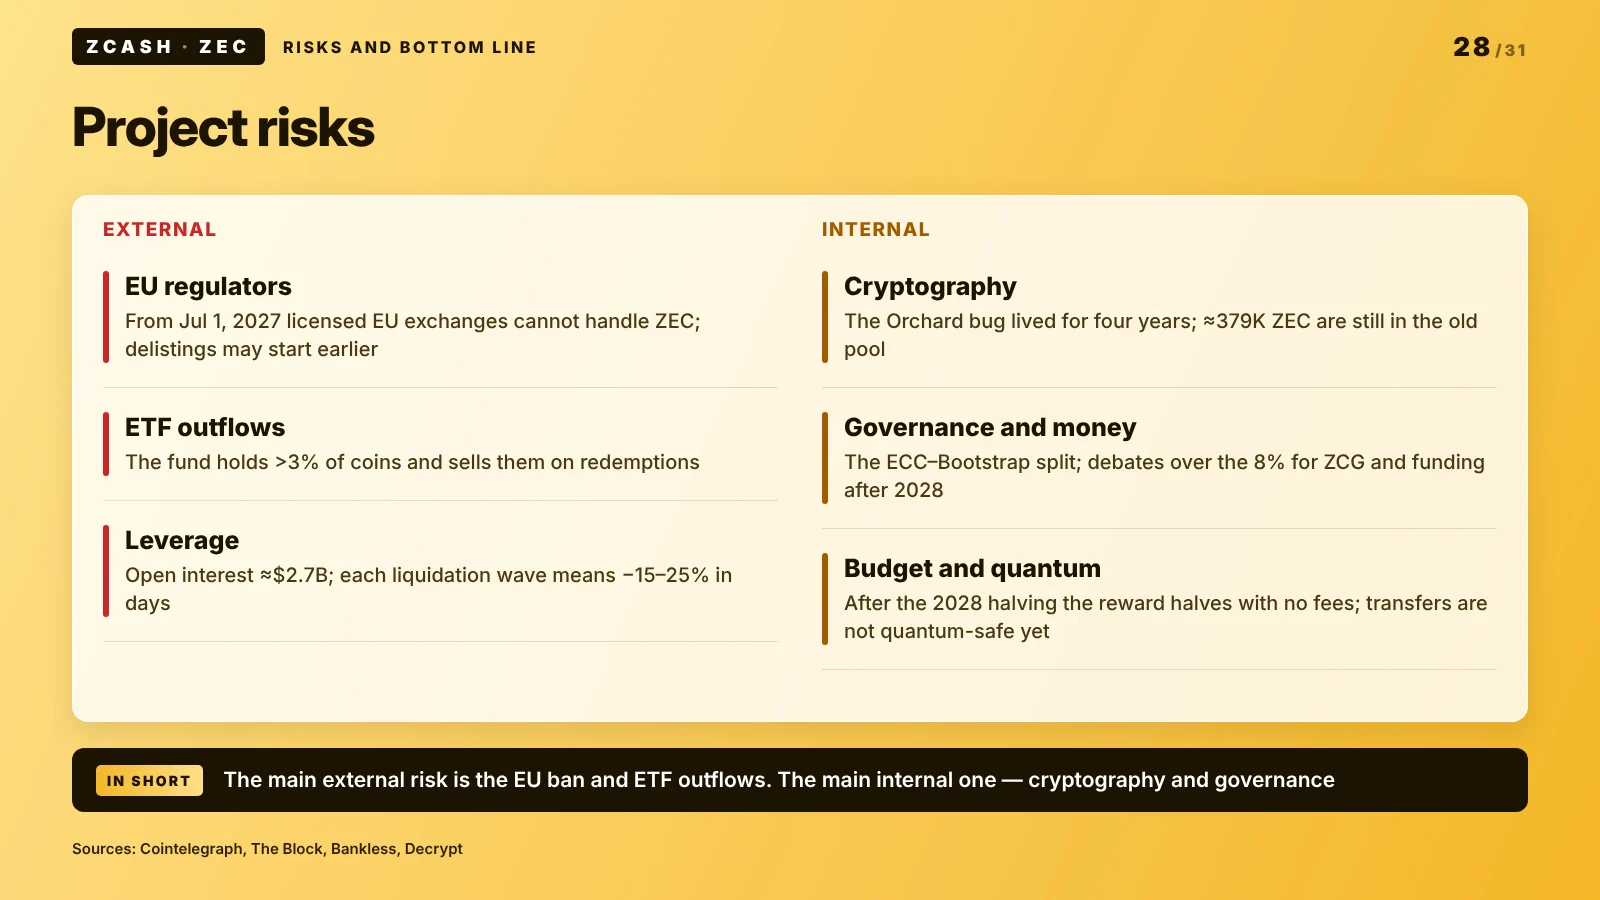 ZCASH · ZEC
RISKS AND BOTTOM LINE
28 / 31
Project risks
EXTERNAL
EU regulators
From Jul 1, 2027 licensed EU exchanges cannot handle ZEC;
delistings may start earlier
ETF outflows
The fund holds >3% of coins and sells them on redemptions
Leverage
Open interest ≈$2.7B; each liquidation wave means −15–25% in
days
INTERNAL
Cryptography
The Orchard bug lived for four years; ≈379K ZEC are still in the old
pool
Governance and money
The ECC–Bootstrap split; debates over the 8% for ZCG and funding
after 2028
Budget and quantum
After the 2028 halving the reward halves with no fees; transfers are
not quantum-safe yet
IN SHORT
The main external risk is the EU ban and ETF outflows. The main internal one — cryptography and governance
Sources: Cointelegraph, The Block, Bankless, Decrypt